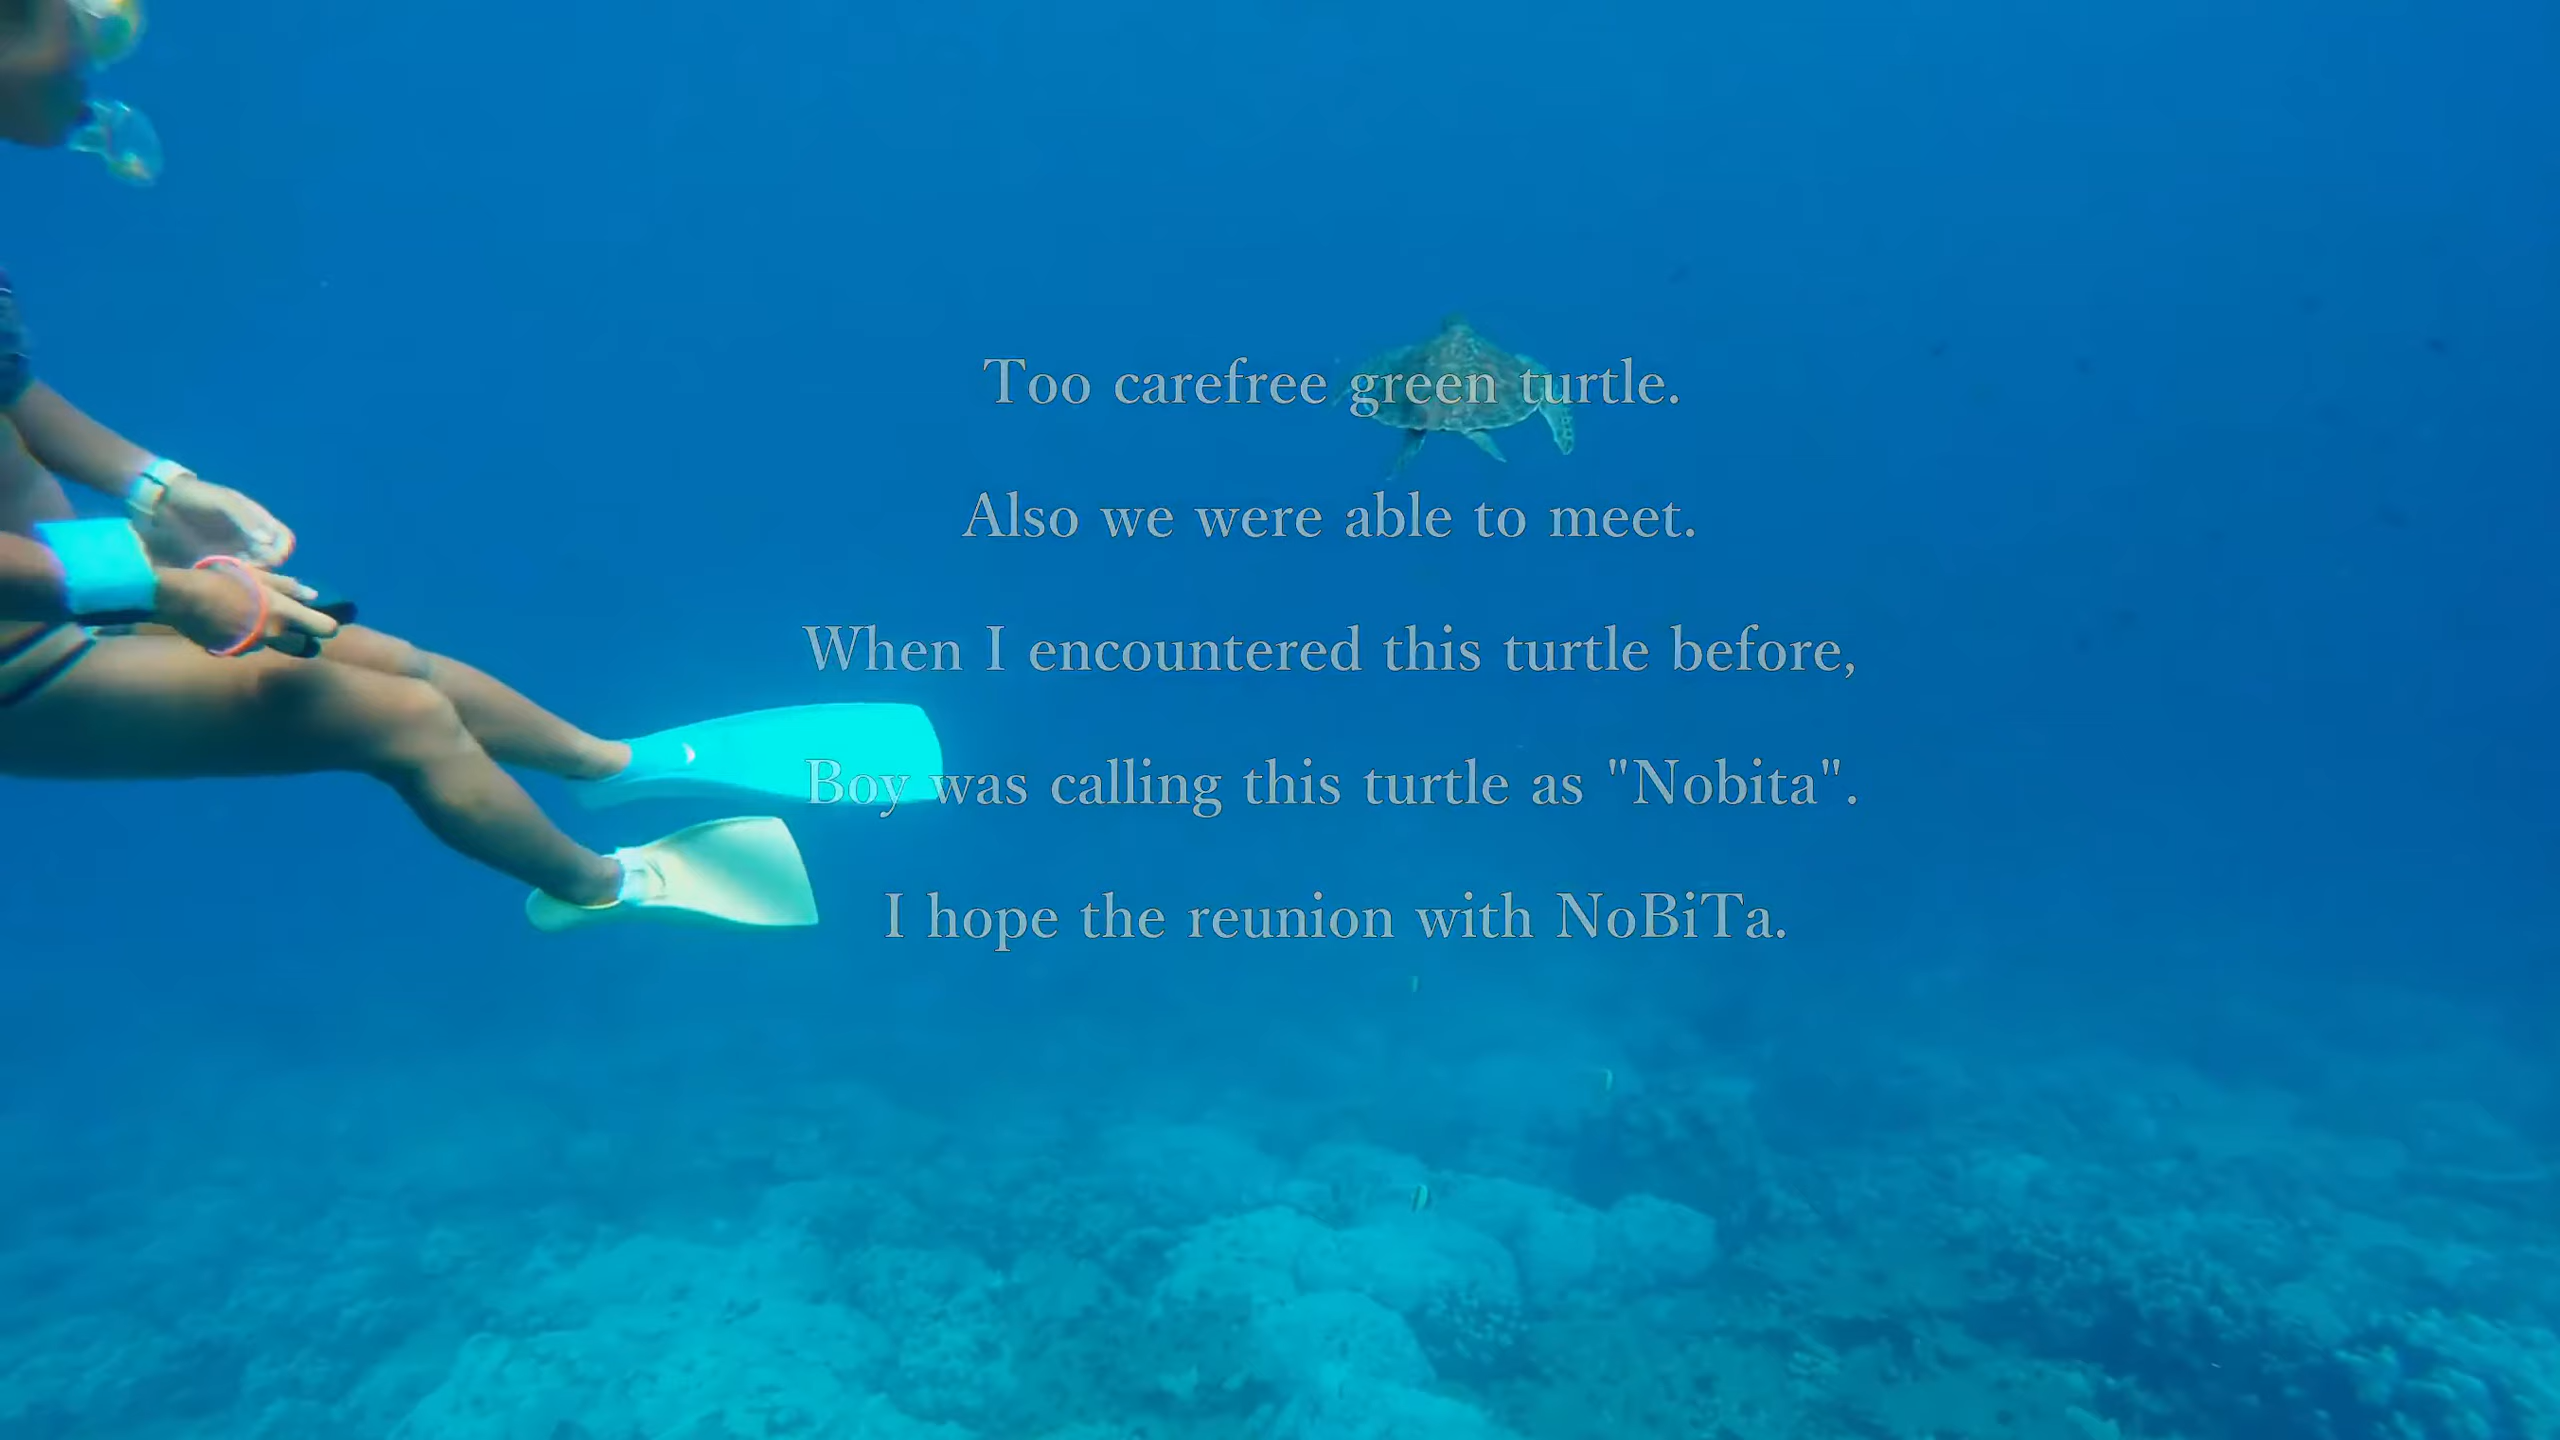 Too carefree green turtle.
Also we were able to meet.
When I encountered this turtle before,
Boy was calling this turtle as "Nobita".
I hope the reunion with NoBiTa.